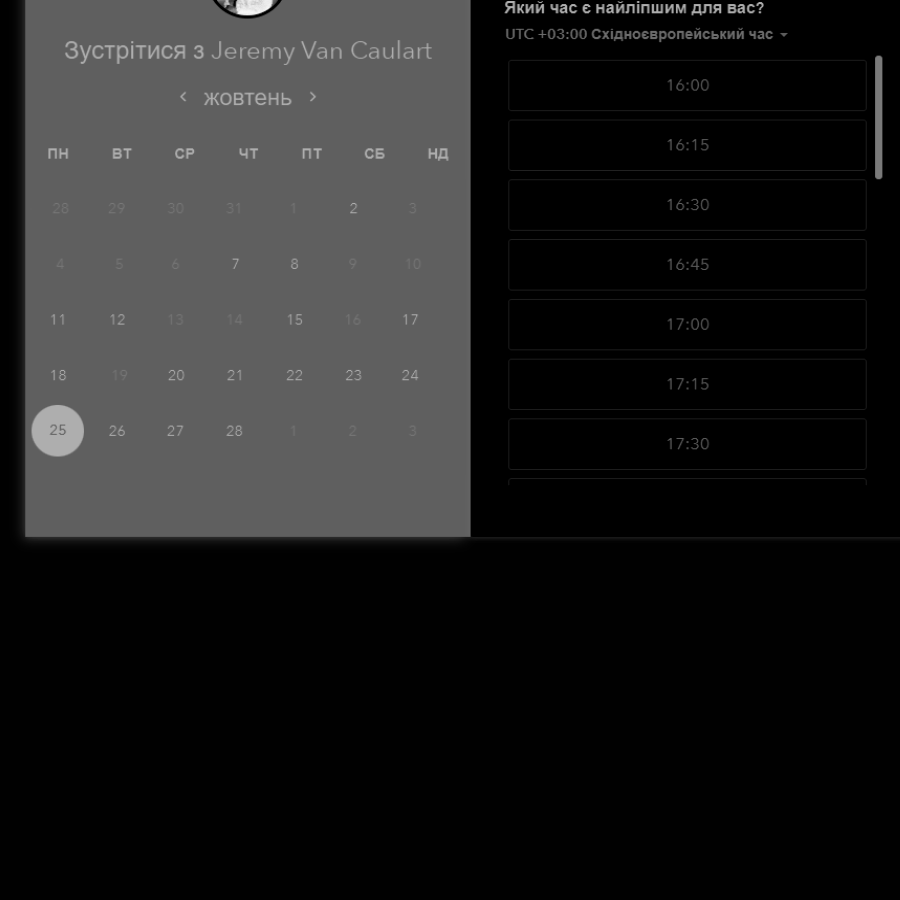 Зустрітися з Jeremy Van Caulart
жовтень
ПН ВТ СР ЧТ ПТ СБ НД
28 29 30 31 1 2 3
4 5 6 7 8 9 10
11 12 13 14 15 16 17
18 19 20 21 22 23 24
25 26 27 28 1 2 3
Який час є найліпшим для вас?
UTC +03:00 Східноєвропейський час
16:00
16:15
16:30
16:45
17:00
17:15
17:30